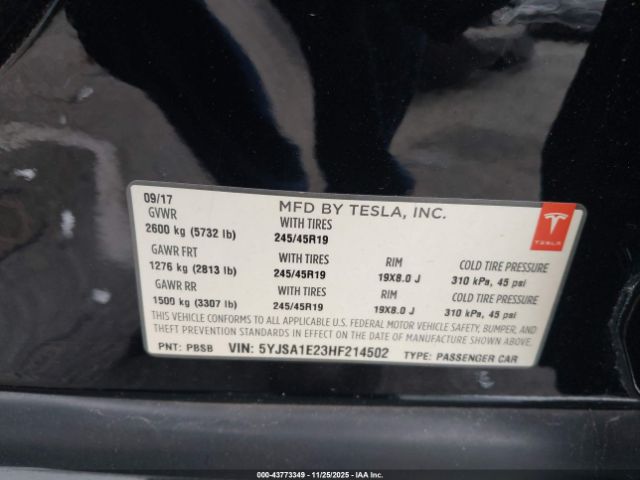 09/17
MFD BY TESLA, INC.
GVWR WITH TIRES
2600 kg (5732 lb) 245/45R19
GAWR FRT WITH TIRES RIM COLD TIRE PRESSURE
1276 kg (2813 lb) 245/45R19 19X8.0 J 310 kPa, 45 psi
GAWR RR WITH TIRES RIM COLD TIRE PRESSURE
1500 kg (3307 lb) 245/45R19 19X8.0 J 310 kPa, 45 psi
THIS VEHICLE CONFORMS TO ALL APPLICABLE U.S. FEDERAL MOTOR VEHICLE SAFETY, BUMPER, AND
THEFT PREVENTION STANDARDS IN EFFECT ON THE DATE OF MANUFACTURE SHOWN ABOVE.
PNT: PBSB VIN: 5YJSA1E23HF214502 TYPE: PASSENGER CAR
TESLA
000-43773349 | 11/25/2025 | IAAI.COM